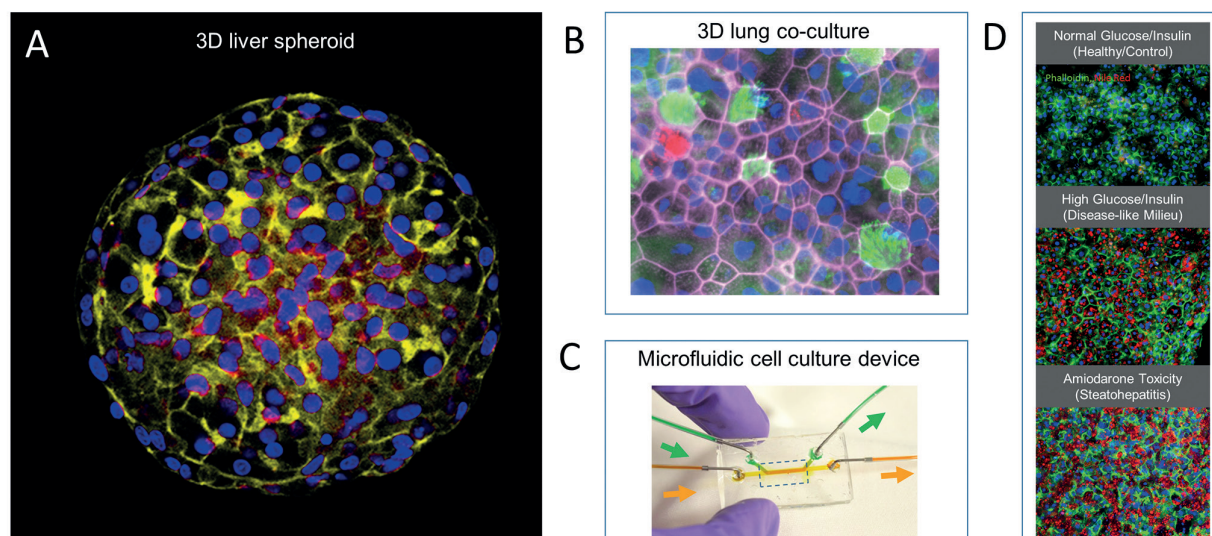 A
3D liver spheroid
B
3D lung co-culture
C
Microfluidic cell culture device
D
Normal Glucose/Insulin
(Healthy/Control)
Phalloidin, Nile Red
High Glucose/Insulin
(Disease-like Milieu)
Amiodarone Toxicity
(Steatohepatitis)